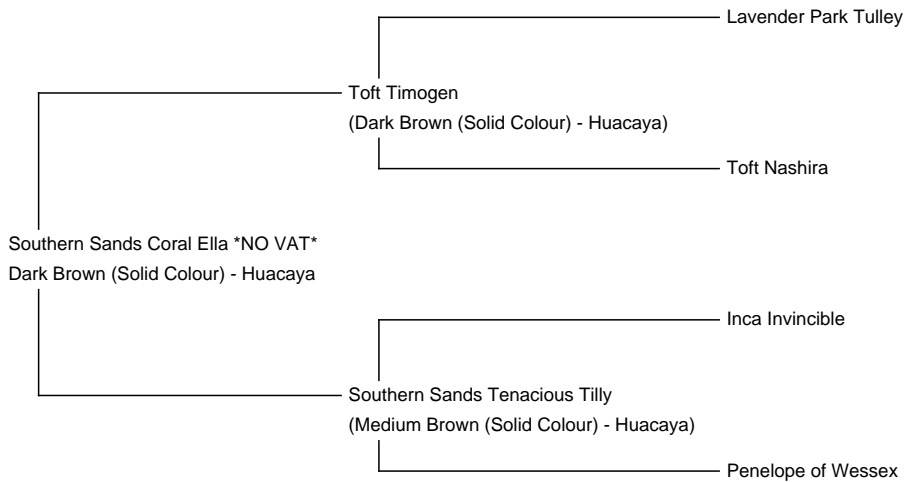 Lavender Park Tulley
Toft Timogen
(Dark Brown (Solid Colour) - Huacaya)
Toft Nashira
Southern Sands Coral Ella *NO VAT*
Dark Brown (Solid Colour) - Huacaya
Inca Invincible
Southern Sands Tenacious Tilly
(Medium Brown (Solid Colour) - Huacaya)
Penelope of Wessex